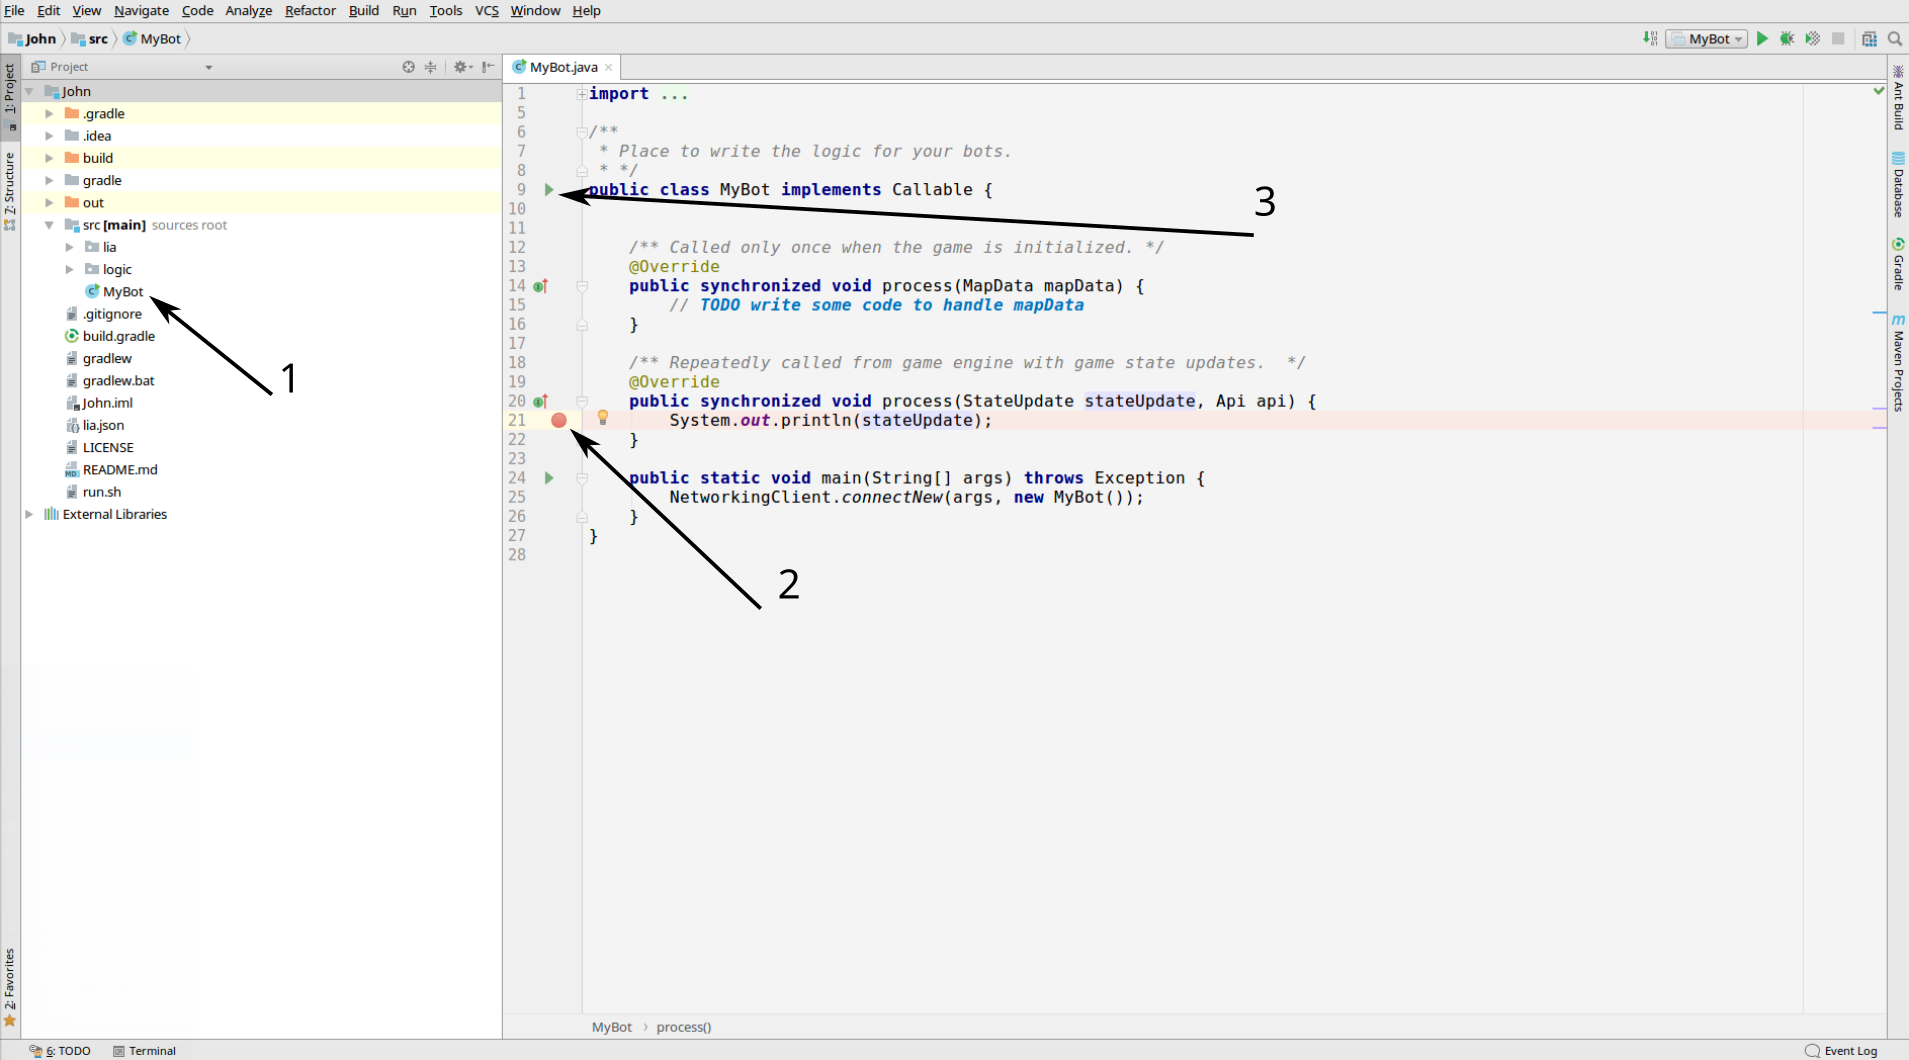 File Edit View Navigate Code Analyze Refactor Build Run Tools VCS Window Help
John src MyBot
MyBot
1: Project
7: Structure
2: Favorites
Project
John
.gradle
.idea
build
gradle
out
src [main] sources root
lia
logic
MyBot
.gitignore
build.gradle
gradlew
gradlew.bat
John.iml
lia.json
LICENSE
README.md
run.sh
External Libraries
1
MyBot.java
1 import ...
5
6 /**
7 * Place to write the logic for your bots.
8 * */
9 public class MyBot implements Callable {
10
11
12 /** Called only once when the game is initialized. */
13 @Override
14 public synchronized void process(MapData mapData) {
15 // TODO write some code to handle mapData
16 }
17
18 /** Repeatedly called from game engine with game state updates.  */
19 @Override
20 public synchronized void process(StateUpdate stateUpdate, Api api) {
21 System.out.println(stateUpdate);
22 }
23
24 public static void main(String[] args) throws Exception {
25 NetworkingClient.connectNew(args, new MyBot());
26 }
27 }
28
3
2
MyBot › process()
Ant Build
Database
Gradle
Maven Projects
6: TODO Terminal
Event Log